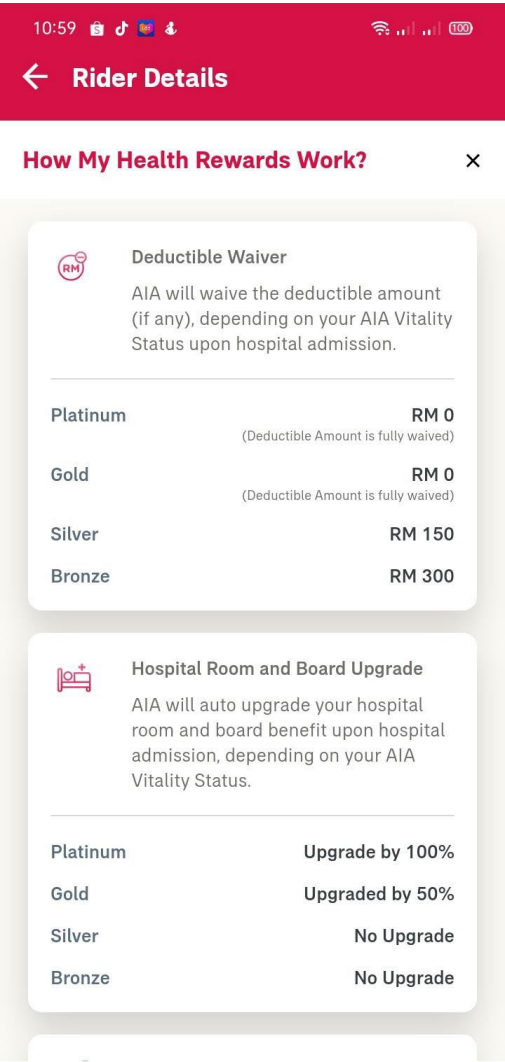 10:59
100
Rider Details
How My Health Rewards Work?
RM
Deductible Waiver
AIA will waive the deductible amount
(if any), depending on your AIA Vitality
Status upon hospital admission.
Platinum RM 0
(Deductible Amount is fully waived)
Gold RM 0
(Deductible Amount is fully waived)
Silver RM 150
Bronze RM 300
Hospital Room and Board Upgrade
AIA will auto upgrade your hospital
room and board benefit upon hospital
admission, depending on your AIA
Vitality Status.
Platinum Upgrade by 100%
Gold Upgraded by 50%
Silver No Upgrade
Bronze No Upgrade